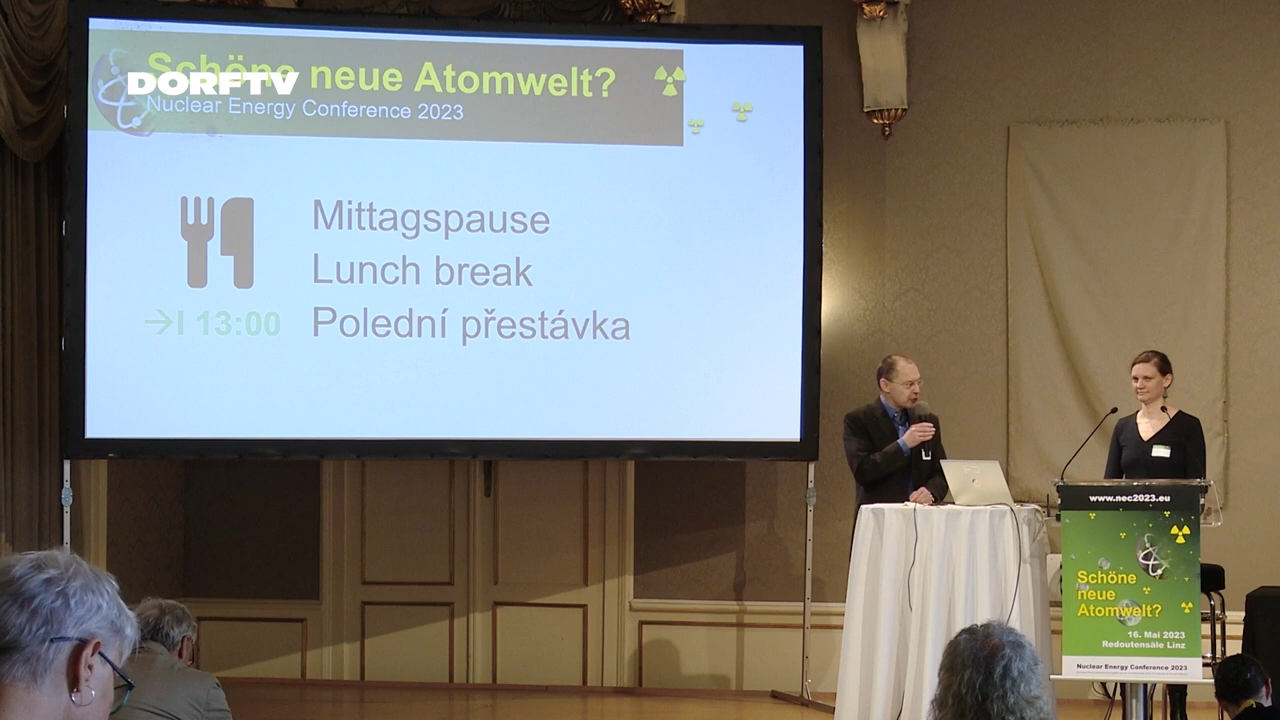 DORFTV
Schöne neue Atomwelt?
Nuclear Energy Conference 2023
Mittagspause
Lunch break
→I 13:00
Polední přestávka
www.nec2023.eu
Schöne
neue
Atomwelt?
16. Mai 2023
Redoutensäle Linz
Nuclear Energy Conference 2023